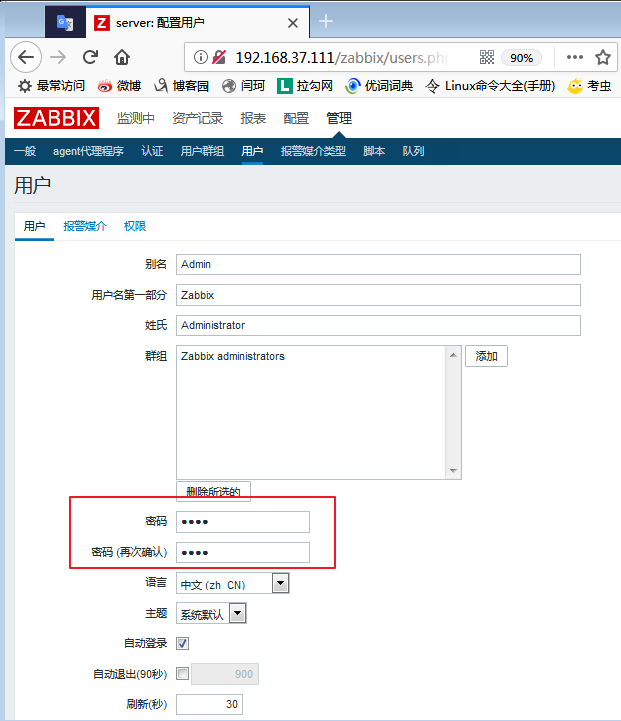 Z server: 配置用户
192.168.37.111/zabbix/users.ph 90%
最常访问 微博 博客园 闫珂 L 拉勾网 优词词典 Linux命令大全(手册) 考虫
ZABBIX 监测中 资产记录 报表 配置 管理
一般 agent代理程序 认证 用户群组 用户 报警媒介类型 脚本 队列
用户
用户 报警媒介 权限
别名 Admin
用户名第一部分 Zabbix
姓氏 Administrator
群组 Zabbix administrators 添加
删除所选的
密码 ●●●●
密码 (再次确认) ●●●●
语言 中文 (zh_CN)
主题 系统默认
自动登录
自动退出(90秒) 900
刷新(秒) 30